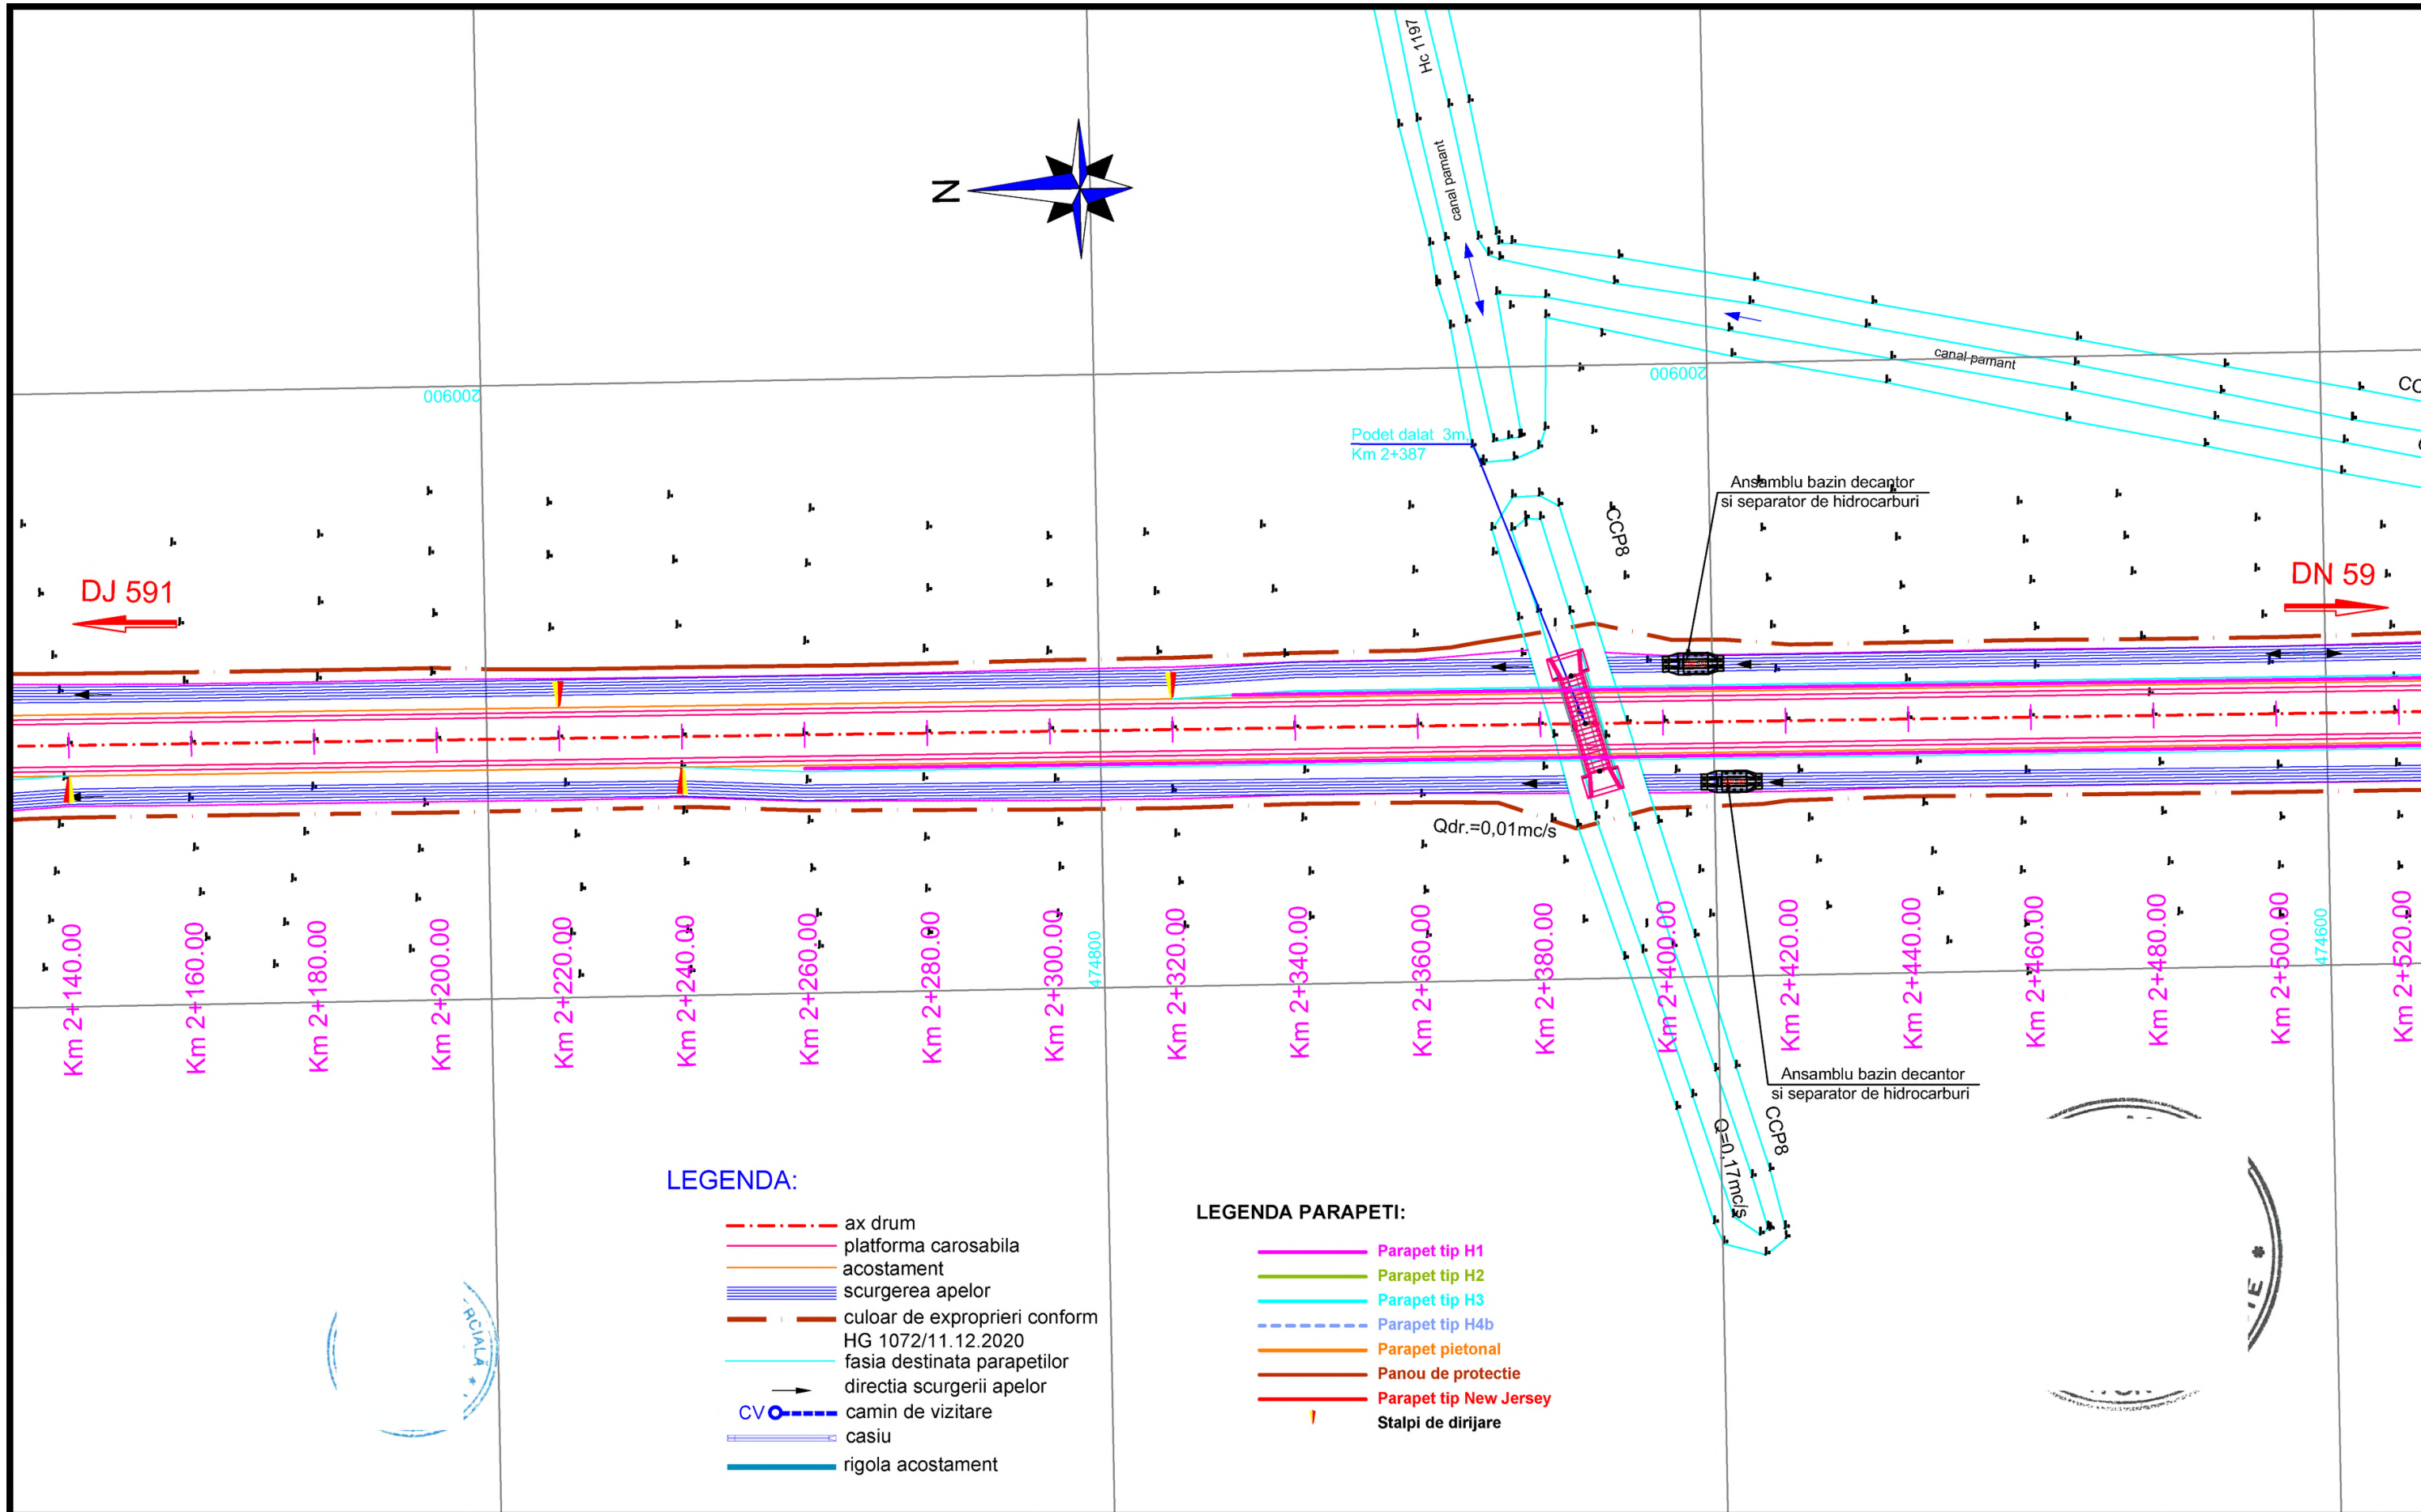 Hc 1197
N
canal pamant
canal pamant
200900
200900
CC
Podet dalat 3m,
Km 2+387
Ansamblu bazin decantor
si separator de hidrocarburi
CCP8
DJ 591
DN 59
Qdr.=0,01mc/s
Km 2+140.00
Km 2+160.00
Km 2+180.00
Km 2+200.00
Km 2+220.00
Km 2+240.00
Km 2+260.00
Km 2+280.00
Km 2+300.00
474800
Km 2+320.00
Km 2+340.00
Km 2+360.00
Km 2+380.00
Km 2+400.00
Km 2+420.00
Km 2+440.00
Km 2+460.00
Km 2+480.00
Km 2+500.00
474600
Km 2+520.00
Ansamblu bazin decantor
si separator de hidrocarburi
Q=0,17mc/s
CCP8
LEGENDA:
ax drum
platforma carosabila
acostament
scurgerea apelor
culoar de exproprieri conform
HG 1072/11.12.2020
fasia destinata parapetilor
directia scurgerii apelor
CV camin de vizitare
casiu
rigola acostament
LEGENDA PARAPETI:
Parapet tip H1
Parapet tip H2
Parapet tip H3
Parapet tip H4b
Parapet pietonal
Panou de protectie
Parapet tip New Jersey
Stalpi de dirijare
RCIALĂ *